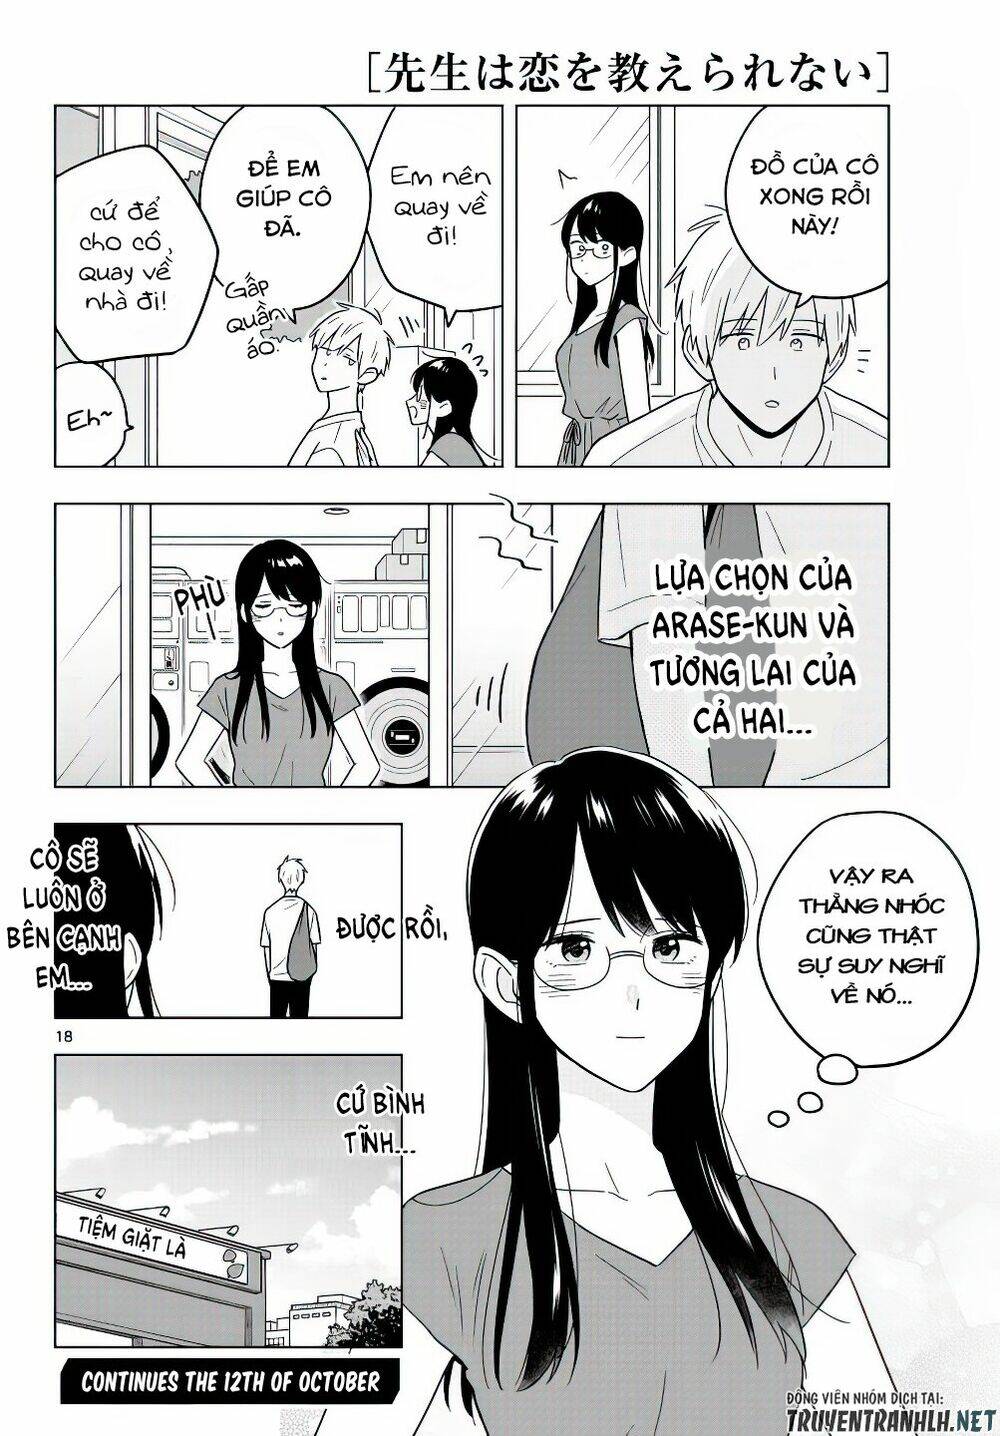 [先生は恋を教えられない]
ĐỒ CỦA CÔ
XONG RỒI
NÀY!
Em nên
quay về
đi!
ĐỂ EM
GIÚP CÔ
ĐÃ.
Gấp
quần
áo.
cứ để
cho cô,
quay về
nhà đi!
Eh~
LỰA CHỌN CỦA
ARASE-KUN VÀ
TƯƠNG LAI CỦA
CẢ HAI...
PHÙ
VẬY RA
THẰNG NHÓC
CŨNG THẬT
SỰ SUY NGHĨ
VỀ NÓ...
ĐƯỢC RỒI,
CÔ SẼ
LUÔN Ở
BÊN CẠNH
EM...
18
CỨ BÌNH
TĨNH...
TIỆM GIẶT LÀ
CONTINUES THE 12TH OF OCTOBER
ĐỘNG VIÊN NHÓM DỊCH TẠI:
TRUYENTRANHLH.NET